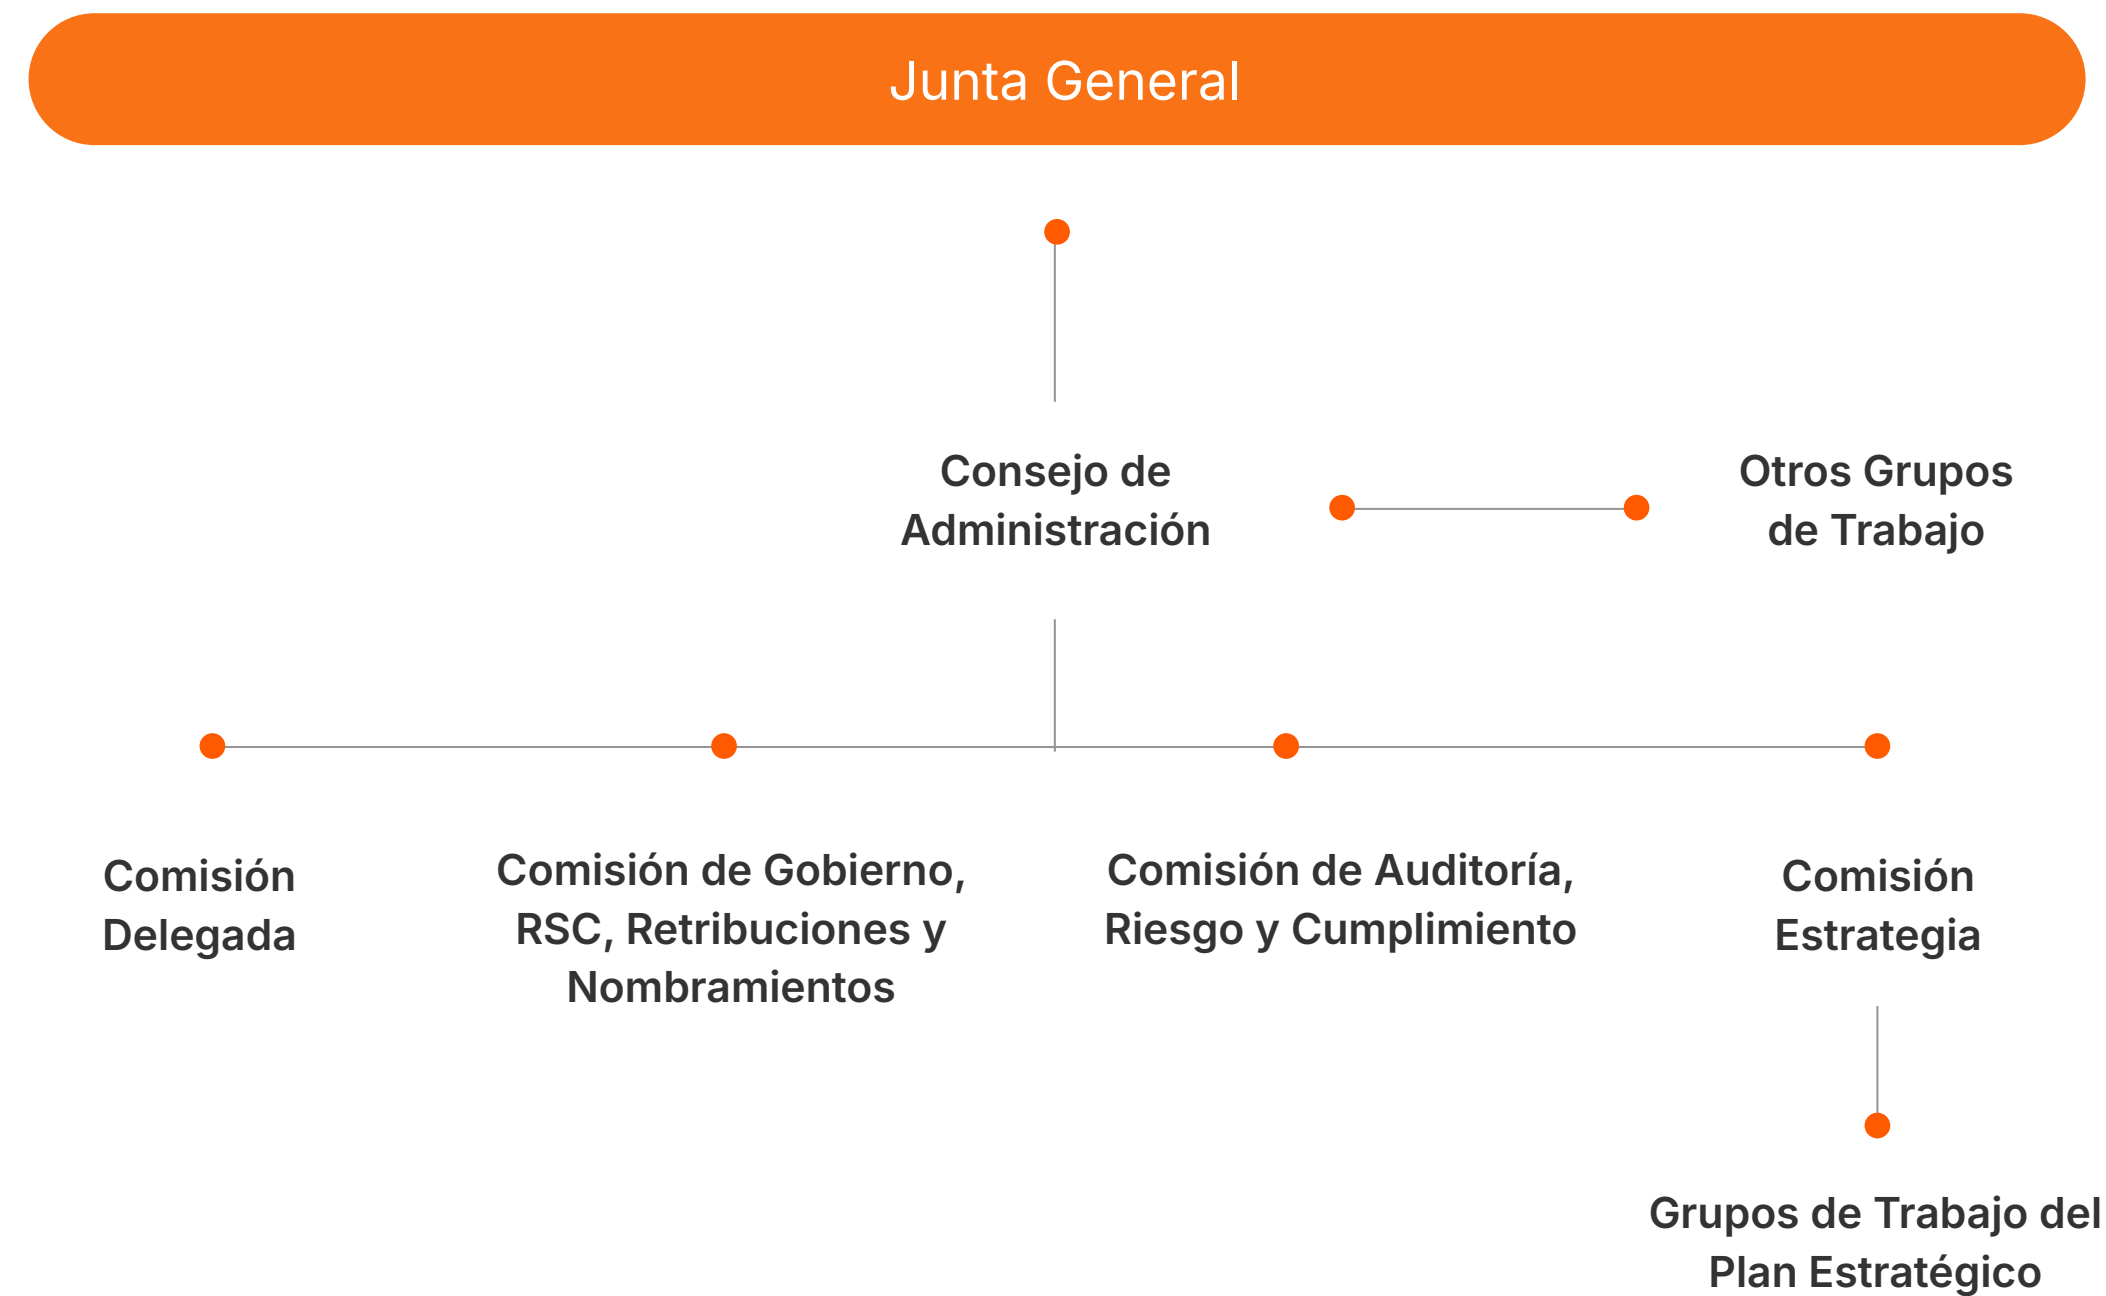 Junta General
Consejo de
Administración
Otros Grupos
de Trabajo
Comisión
Delegada
Comisión de Gobierno,
RSC, Retribuciones y
Nombramientos
Comisión de Auditoría,
Riesgo y Cumplimiento
Comisión
Estrategia
Grupos de Trabajo del
Plan Estratégico